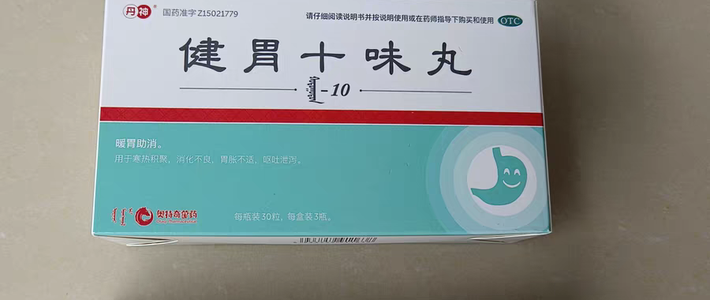 丹神
国药准字Z15021779
请仔细阅读说明书并按说明使用或在药师指导下购买和使用 OTC
健胃十味丸
-10
暖胃助消。
用于寒热积聚，消化不良，胃胀不适，呕吐泄泻。
奥特奇蒙药
每瓶装30粒，每盒装3瓶。